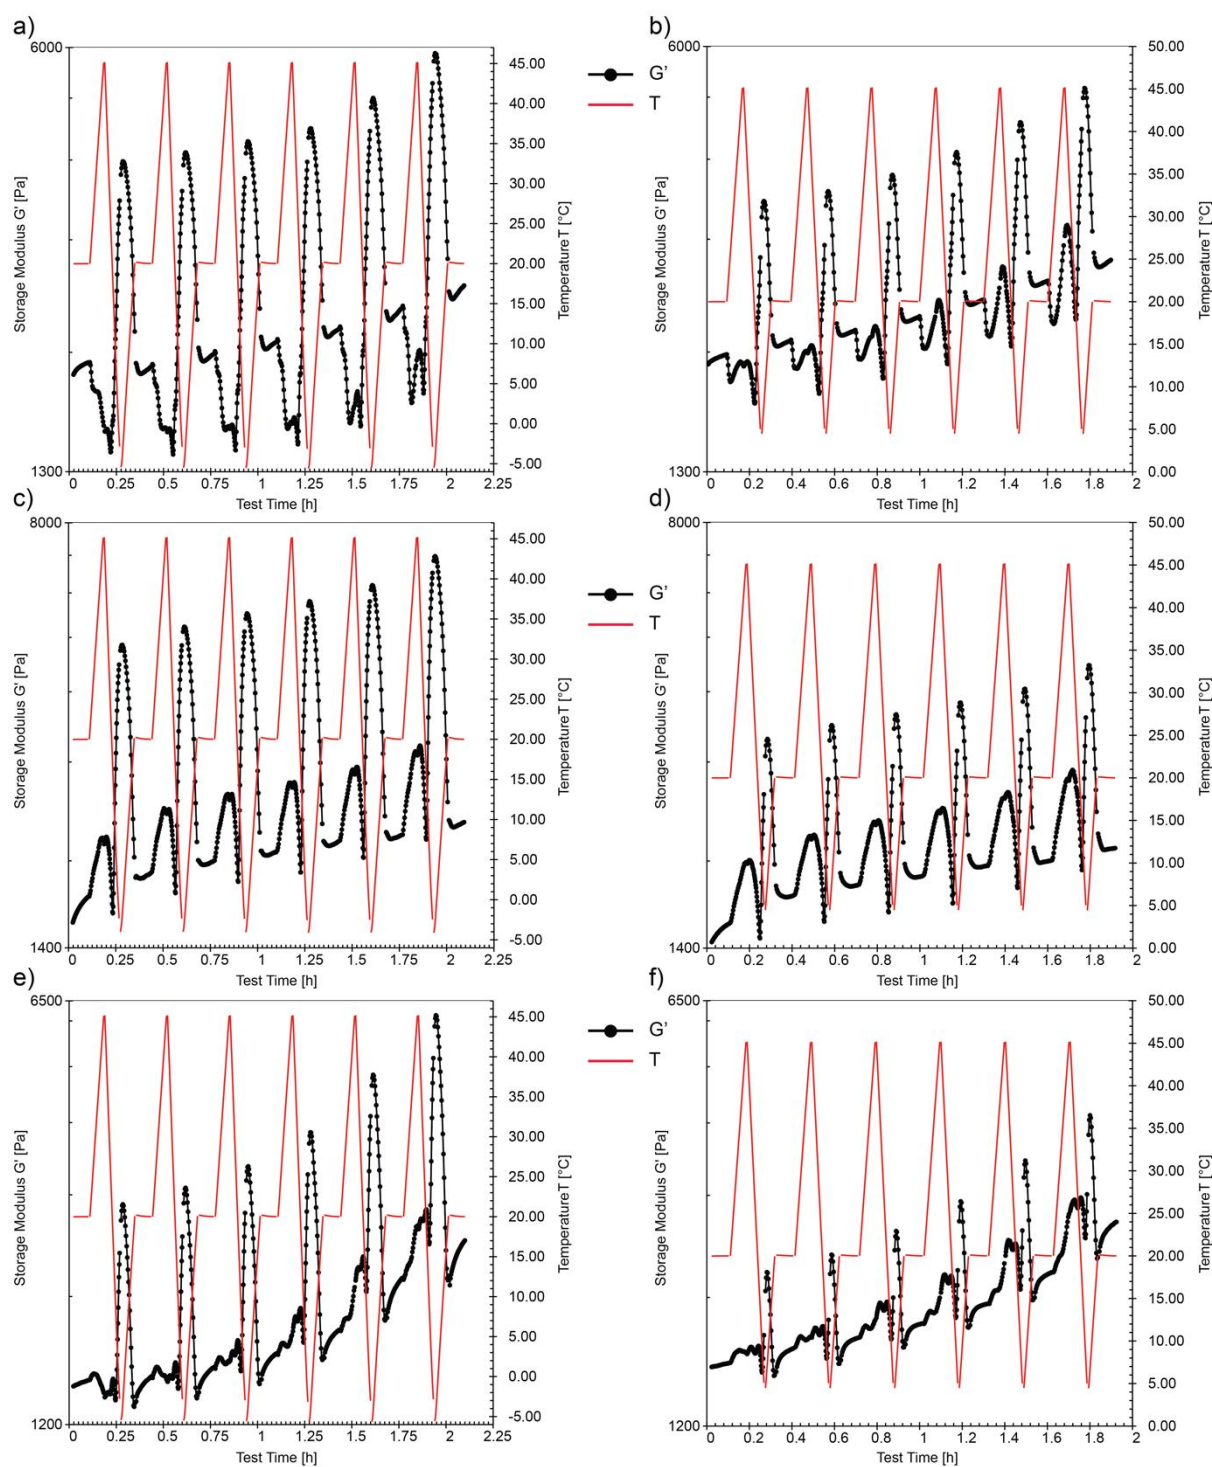 a)
6000
Storage Modulus G' [Pa]
1300
45.00
40.00
35.00
30.00
25.00
20.00
15.00
10.00
5.00
0.00
-5.00
Temperature T [°C]
0 0.25 0.5 0.75 1 1.25 1.5 1.75 2 2.25
Test Time [h]
G'
T
b)
6000
Storage Modulus G' [Pa]
1300
50.00
45.00
40.00
35.00
30.00
25.00
20.00
15.00
10.00
5.00
0.00
Temperature T [°C]
0 0.2 0.4 0.6 0.8 1 1.2 1.4 1.6 1.8 2
Test Time [h]
c)
8000
Storage Modulus G' [Pa]
1400
45.00
40.00
35.00
30.00
25.00
20.00
15.00
10.00
5.00
0.00
-5.00
Temperature T [°C]
0 0.25 0.5 0.75 1 1.25 1.5 1.75 2 2.25
Test Time [h]
G'
T
d)
8000
Storage Modulus G' [Pa]
1400
50.00
45.00
40.00
35.00
30.00
25.00
20.00
15.00
10.00
5.00
0.00
Temperature T [°C]
0 0.2 0.4 0.6 0.8 1 1.2 1.4 1.6 1.8 2
Test Time [h]
e)
6500
Storage Modulus G' [Pa]
1200
45.00
40.00
35.00
30.00
25.00
20.00
15.00
10.00
5.00
0.00
-5.00
Temperature T [°C]
0 0.25 0.5 0.75 1 1.25 1.5 1.75 2 2.25
Test Time [h]
G'
T
f)
6500
Storage Modulus G' [Pa]
1200
50.00
45.00
40.00
35.00
30.00
25.00
20.00
15.00
10.00
5.00
0.00
Temperature T [°C]
0 0.2 0.4 0.6 0.8 1 1.2 1.4 1.6 1.8 2
Test Time [h]